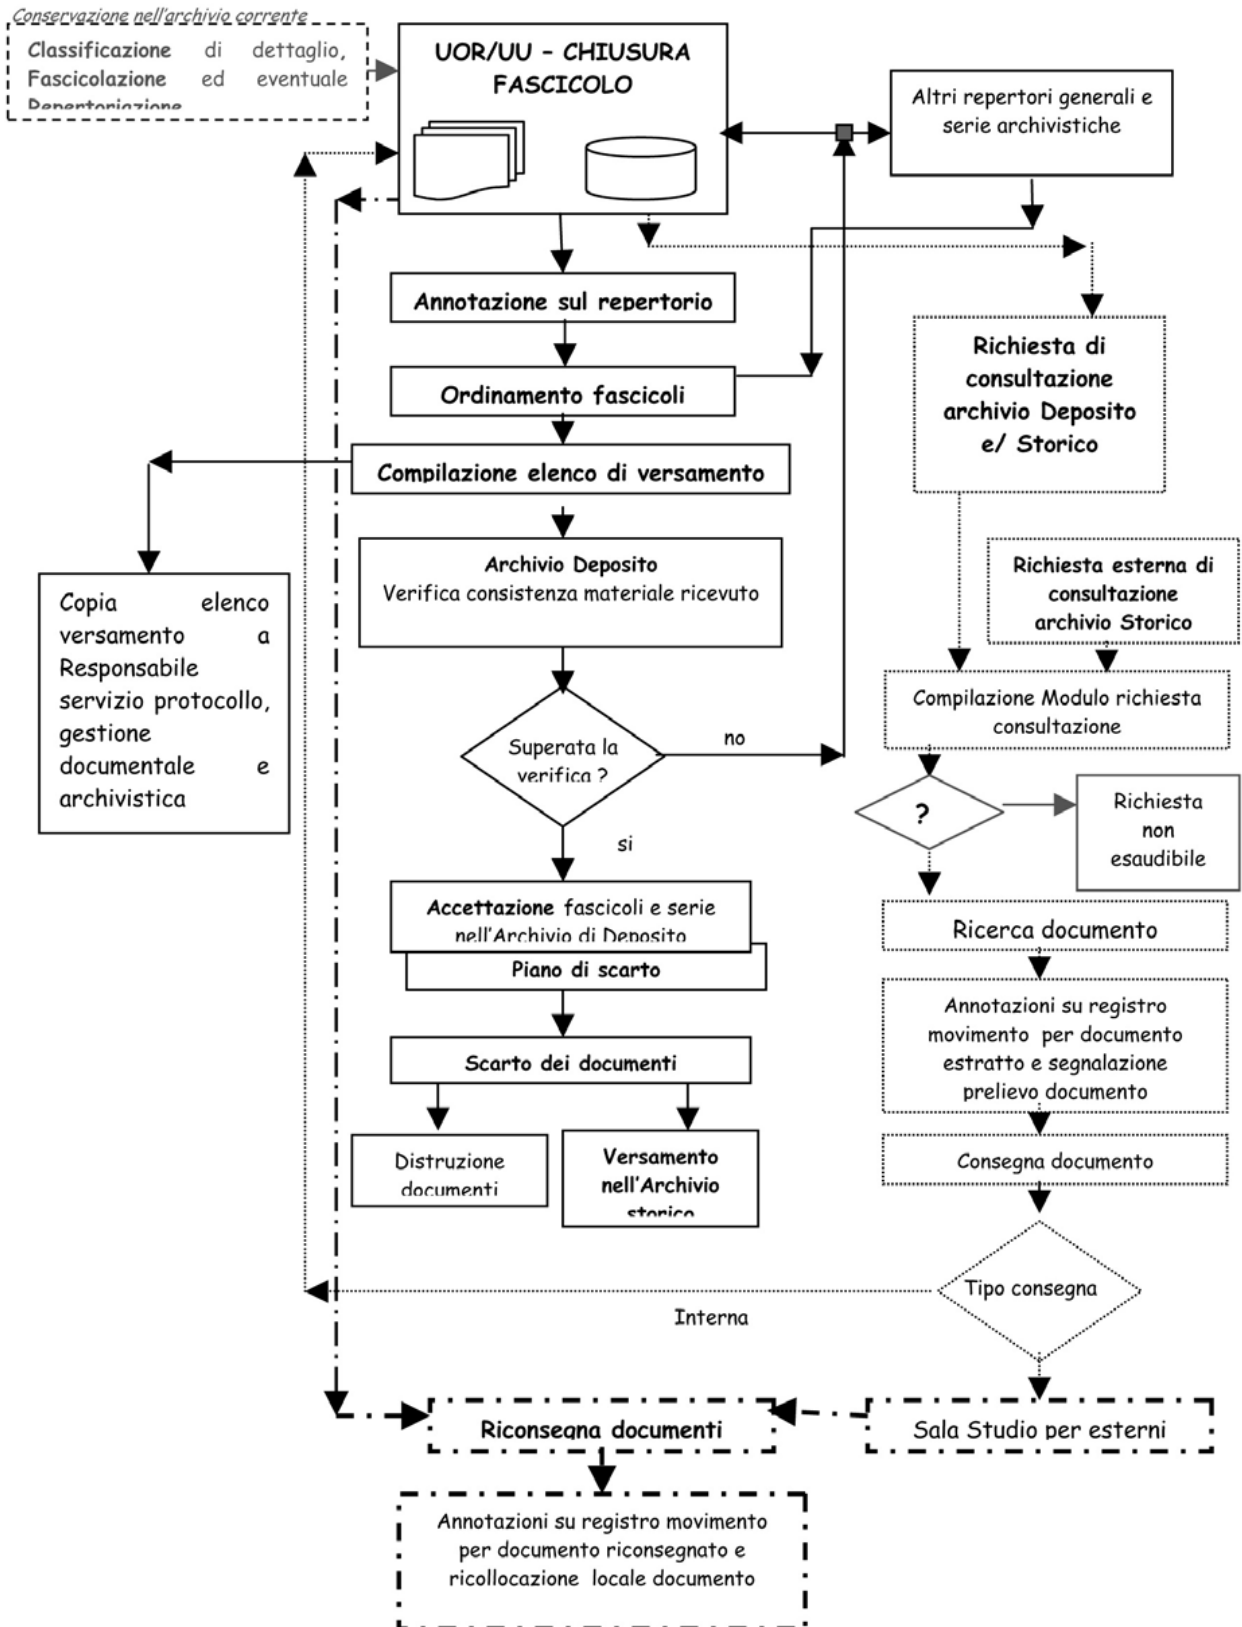 Conservazione nell'archivio corrente
Classificazione di dettaglio,
Fascicolazione ed eventuale
Repertoriazione
UOR/UU – CHIUSURA
FASCICOLO
Altri repertori generali e
serie archivistiche
Annotazione sul repertorio
Ordinamento fascicoli
Compilazione elenco di versamento
Richiesta di
consultazione
archivio Deposito
e/ Storico
Archivio Deposito
Verifica consistenza materiale ricevuto
Richiesta esterna di
consultazione
archivio Storico
Copia elenco
versamento a
Responsabile
servizio protocollo,
gestione
documentale e
archivistica
Compilazione Modulo richiesta
consultazione
Superata la
verifica ?
no
si
?
Richiesta
non
esaudibile
Accettazione fascicoli e serie
nell'Archivio di Deposito
Piano di scarto
Ricerca documento
Scarto dei documenti
Annotazioni su registro
movimento per documento
estratto e segnalazione
prelievo documento
Distruzione
documenti
Versamento
nell'Archivio
storico
Consegna documento
Tipo consegna
Interna
Riconsegna documenti
Sala Studio per esterni
Annotazioni su registro movimento
per documento riconsegnato e
ricollocazione locale documento